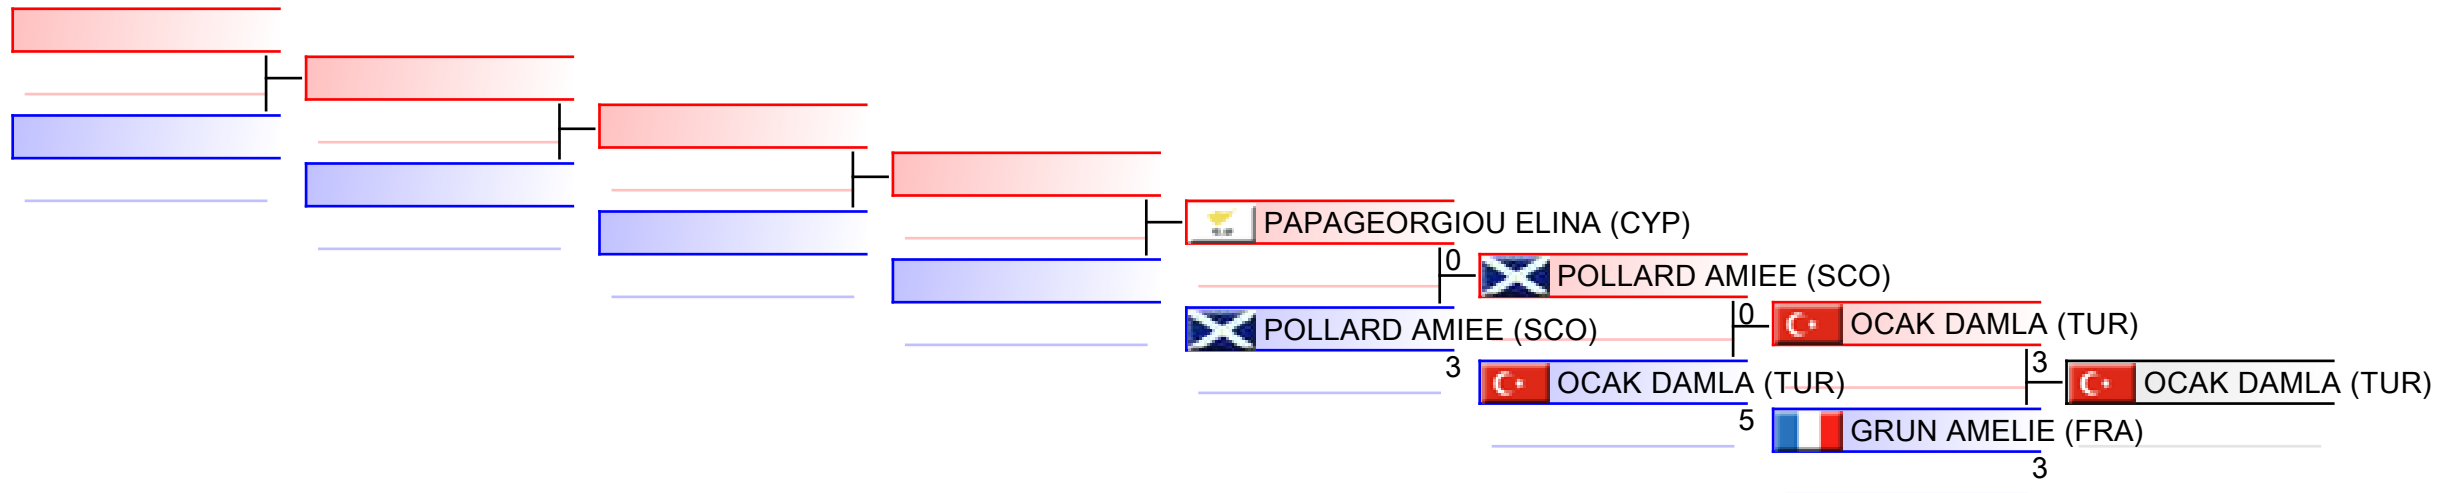 PAPAGEORGIOU ELINA (CYP)
0
POLLARD AMIEE (SCO)
POLLARD AMIEE (SCO)
3
0
OCAK DAMLA (TUR)
OCAK DAMLA (TUR)
5
3
OCAK DAMLA (TUR)
GRUN AMELIE (FRA)
3